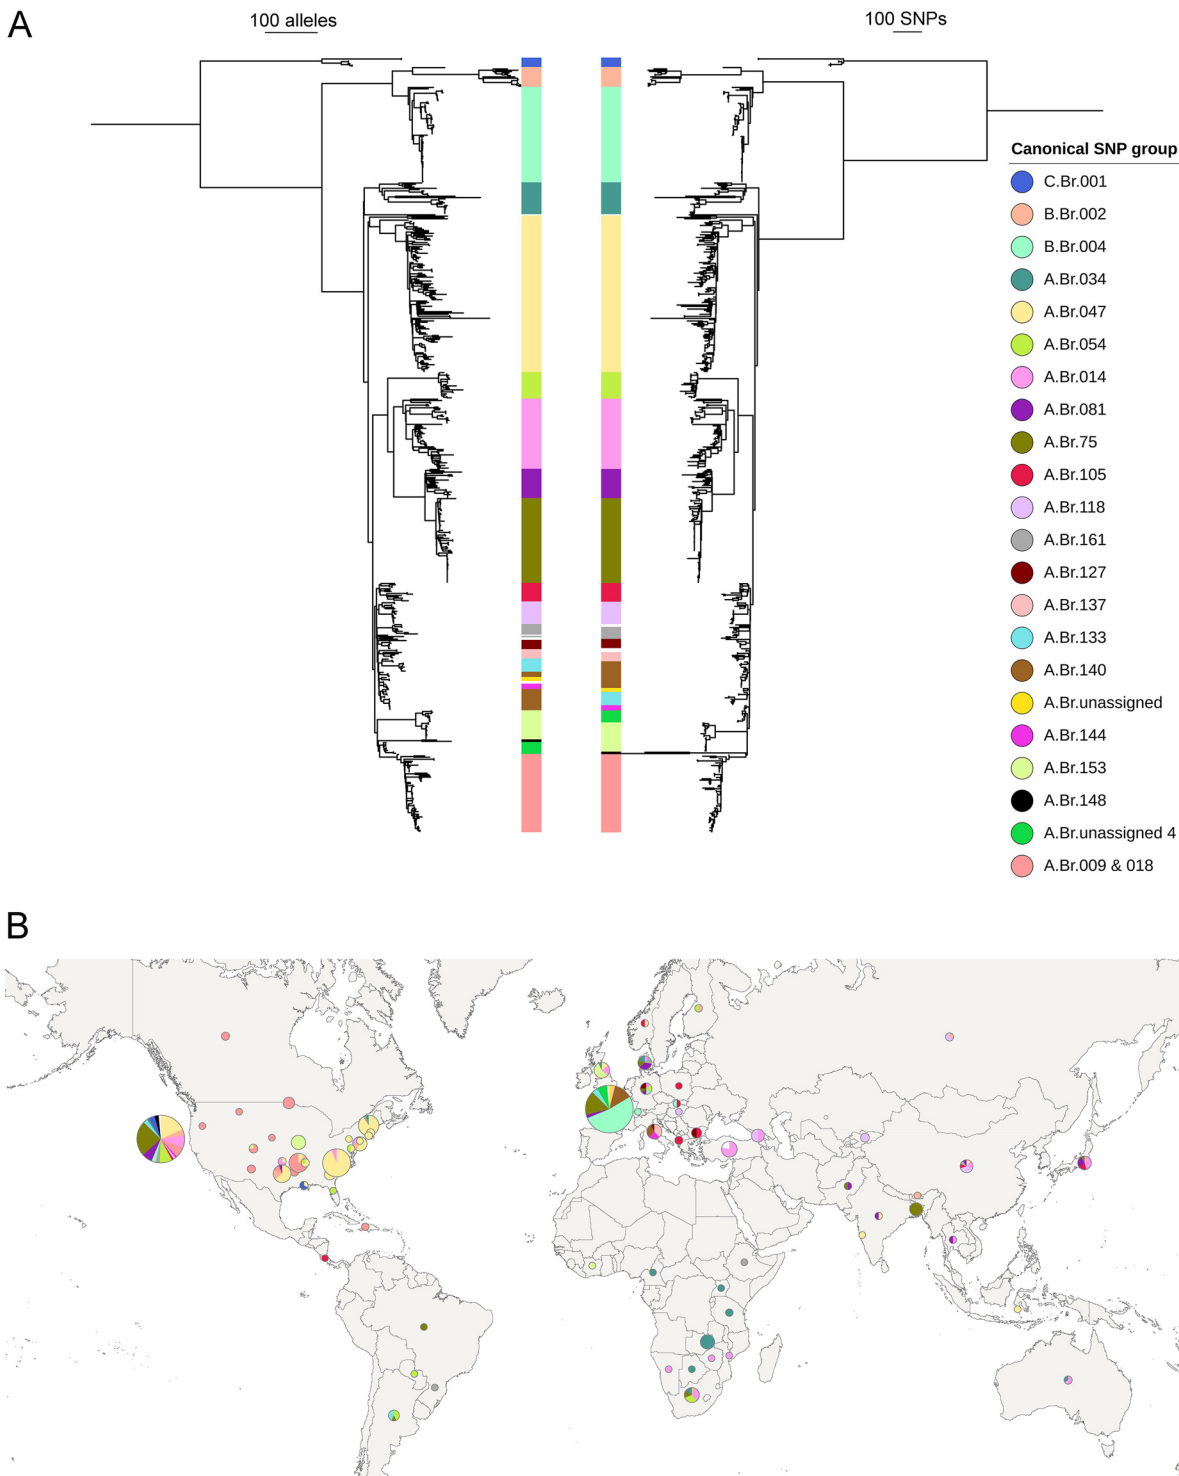 A
100 alleles
100 SNPs
Canonical SNP group
C.Br.001
B.Br.002
B.Br.004
A.Br.034
A.Br.047
A.Br.054
A.Br.014
A.Br.081
A.Br.75
A.Br.105
A.Br.118
A.Br.161
A.Br.127
A.Br.137
A.Br.133
A.Br.140
A.Br.unassigned
A.Br.144
A.Br.153
A.Br.148
A.Br.unassigned 4
A.Br.009 & 018
B